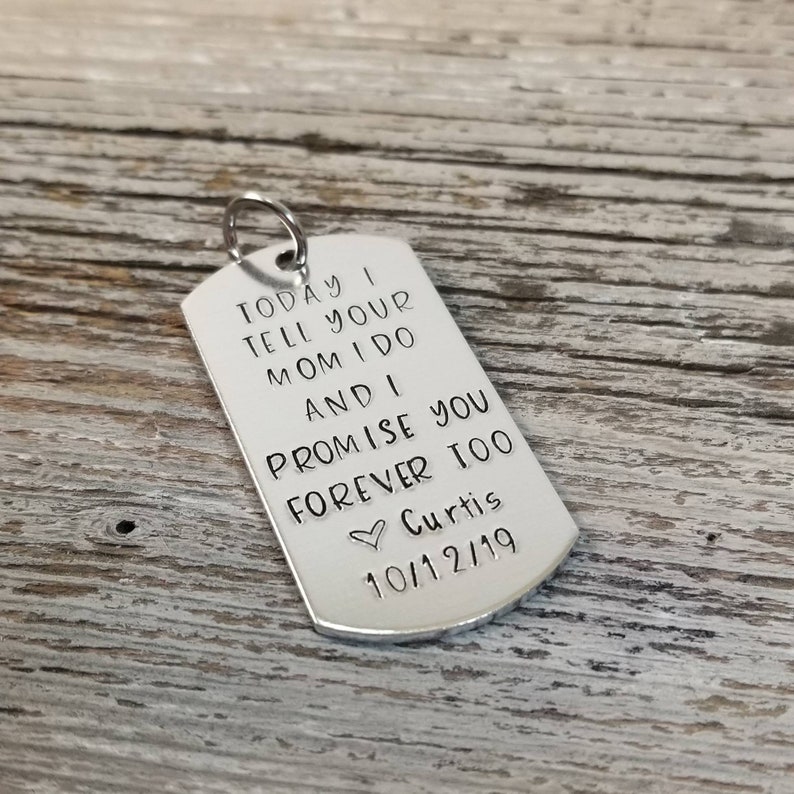 TODAY I
TELL YOUR
MOM I DO
AND I
PROMISE YOU
FOREVER TOO
♡ Curtis
10/12/19